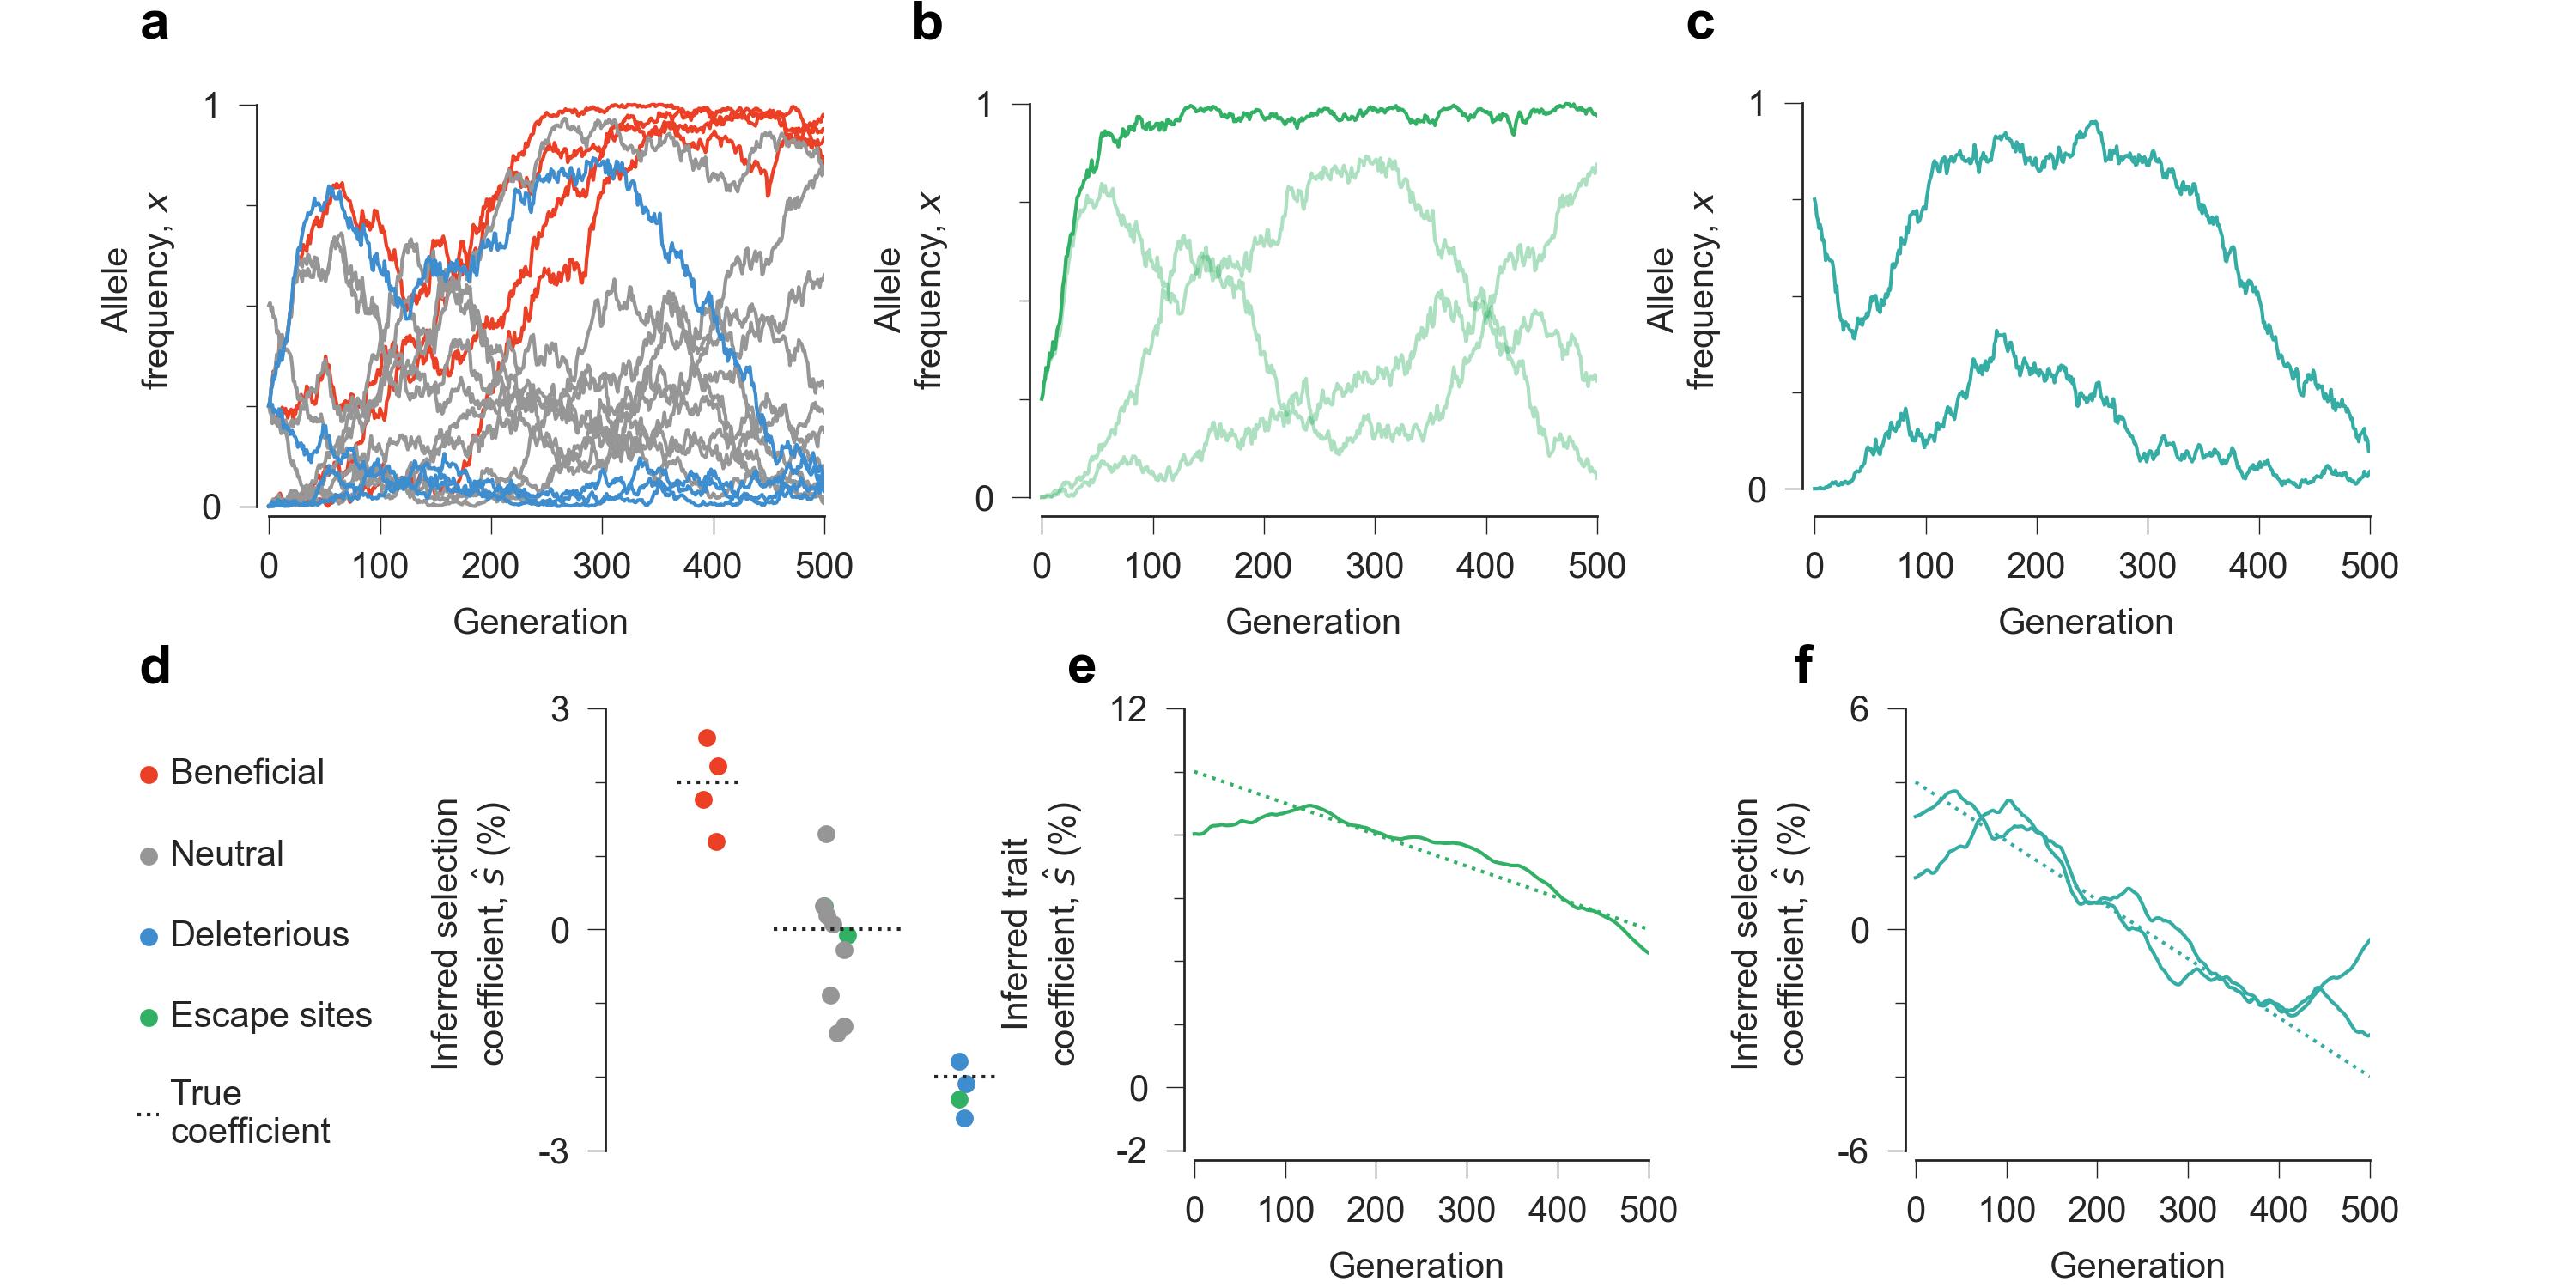 a
b
c
1
0
Allele
frequency, x
0 100 200 300 400 500
Generation
1
0
Allele
frequency, x
0 100 200 300 400 500
Generation
1
0
Allele
frequency, x
0 100 200 300 400 500
Generation
d
Beneficial
Neutral
Deleterious
Escape sites
True
coefficient
Inferred selection
coefficient, ŝ (%)
3
0
-3
e
Inferred trait
coefficient, ŝ (%)
12
0
-2
0 100 200 300 400 500
Generation
f
Inferred selection
coefficient, ŝ (%)
6
0
-6
0 100 200 300 400 500
Generation